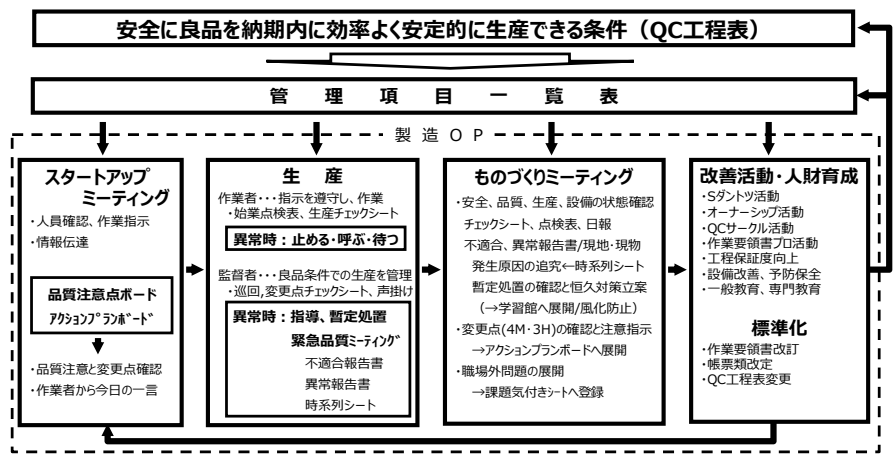 安全に良品を納期内に効率よく安定的に生産できる条件（QC工程表）
管理項目一覧表
製造OP
スタートアップ
ミーティング
・人員確認、作業指示
・情報伝達
品質注意点ボード
ｱｸｼｮﾝﾌﾟﾗﾝﾎﾞｰﾄﾞ
・品質注意と変更点確認
・作業者から今日の一言
生産
作業者・・・指示を遵守し、作業
・始業点検表、生産チェックシート
異常時：止める・呼ぶ・待つ
監督者・・・良品条件での生産を管理
・巡回,変更点チェックシート、声掛け
異常時：指導、暫定処置
緊急品質ﾐｰﾃｨﾝｸﾞ
不適合報告書
異常報告書
時系列シート
ものづくりミーティング
・安全、品質、生産、設備の状態確認
チェックシート、点検表、日報
不適合、異常報告書/現地・現物
発生原因の追究←時系列シート
暫定処置の確認と恒久対策立案
（→学習館へ展開/風化防止）
・変更点(4M・3H)の確認と注意指示
→アクションプランボードへ展開
・職場外問題の展開
→課題気付きシートへ登録
改善活動・人財育成
・Sダントツ活動
・オーナーシップ活動
・QCサークル活動
・作業要領書プロ活動
・工程保証度向上
・設備改善、予防保全
・一般教育、専門教育
標準化
・作業要領書改訂
・帳票類改定
・QC工程表変更